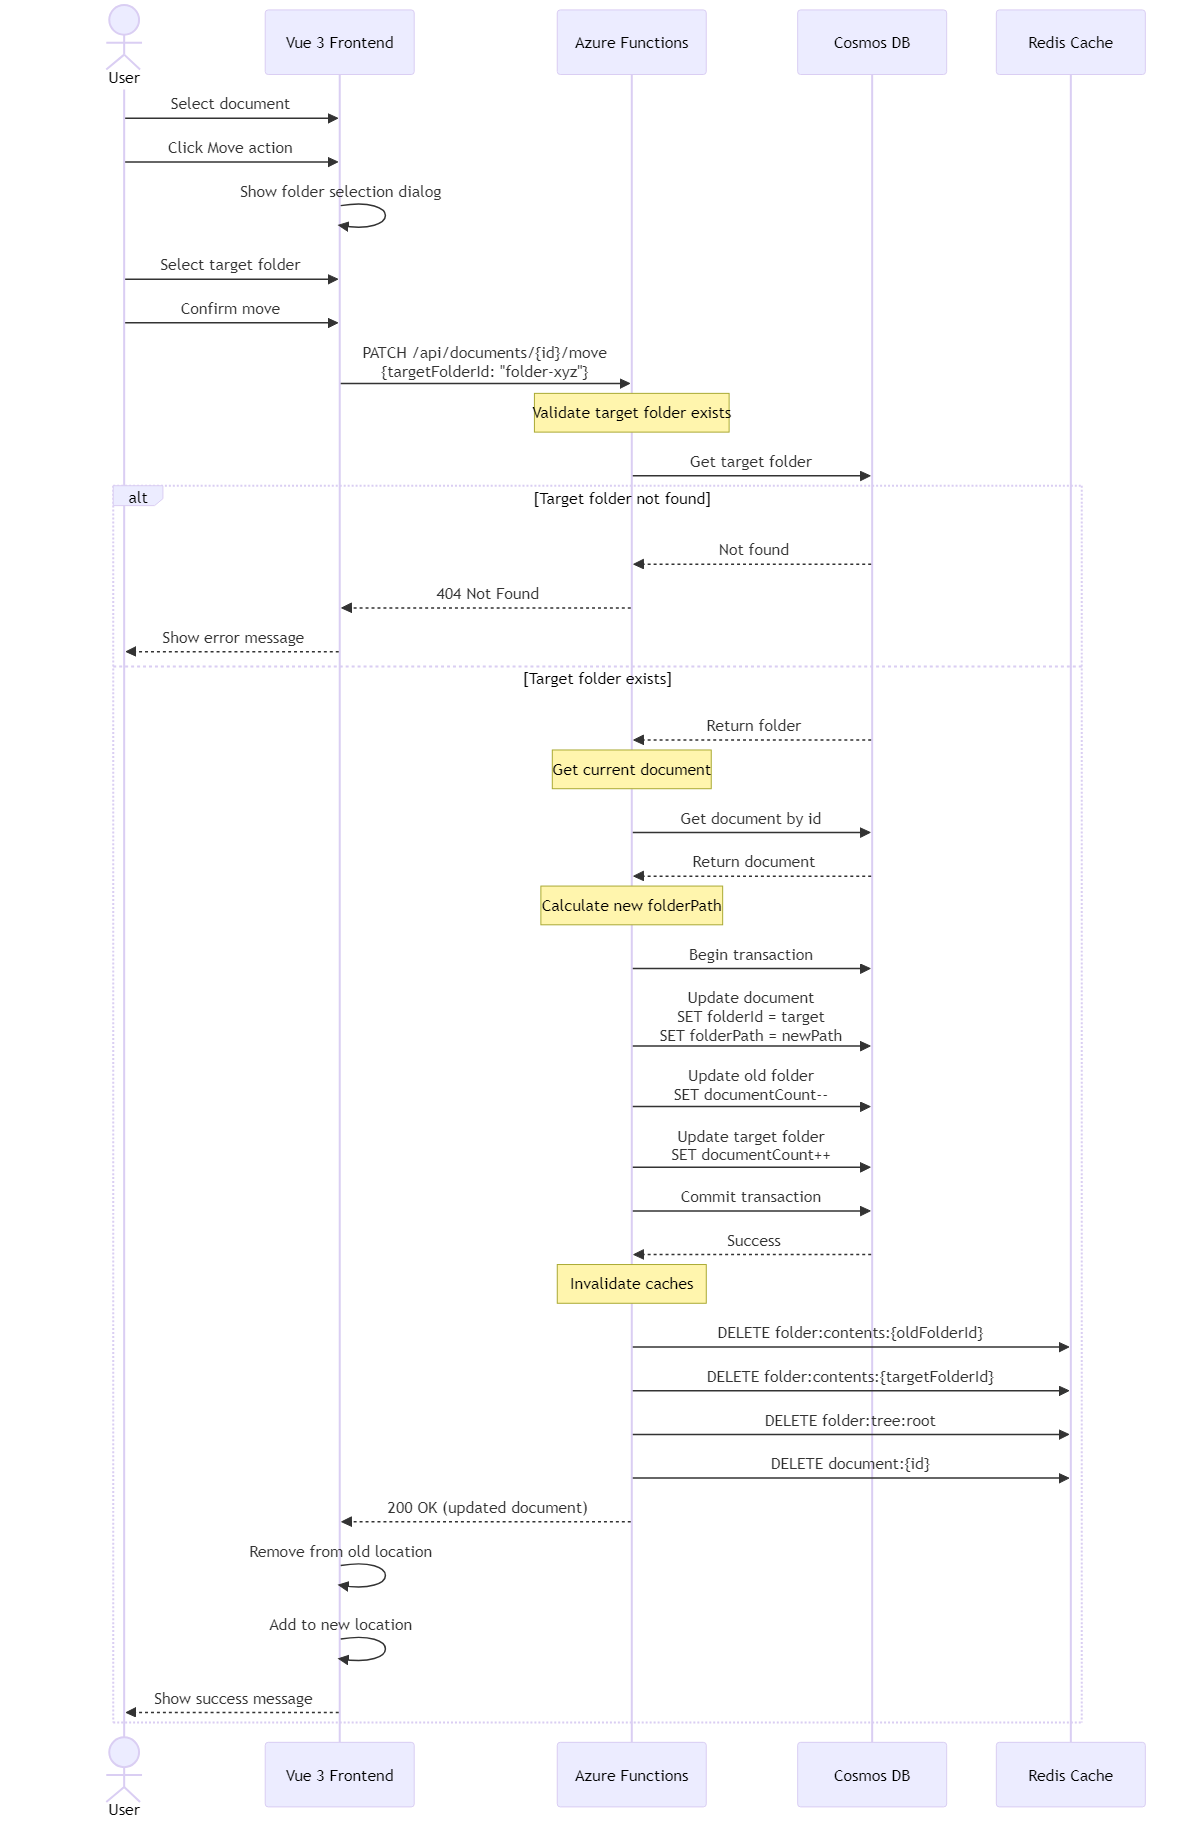 User
Vue 3 Frontend
Azure Functions
Cosmos DB
Redis Cache
Select document
Click Move action
Show folder selection dialog
Select target folder
Confirm move
PATCH /api/documents/{id}/move
{targetFolderId: "folder-xyz"}
Validate target folder exists
Get target folder
alt
[Target folder not found]
Not found
404 Not Found
Show error message
[Target folder exists]
Return folder
Get current document
Get document by id
Return document
Calculate new folderPath
Begin transaction
Update document
SET folderId = target
SET folderPath = newPath
Update old folder
SET documentCount--
Update target folder
SET documentCount++
Commit transaction
Success
Invalidate caches
DELETE folder:contents:{oldFolderId}
DELETE folder:contents:{targetFolderId}
DELETE folder:tree:root
DELETE document:{id}
200 OK (updated document)
Remove from old location
Add to new location
Show success message
User
Vue 3 Frontend
Azure Functions
Cosmos DB
Redis Cache